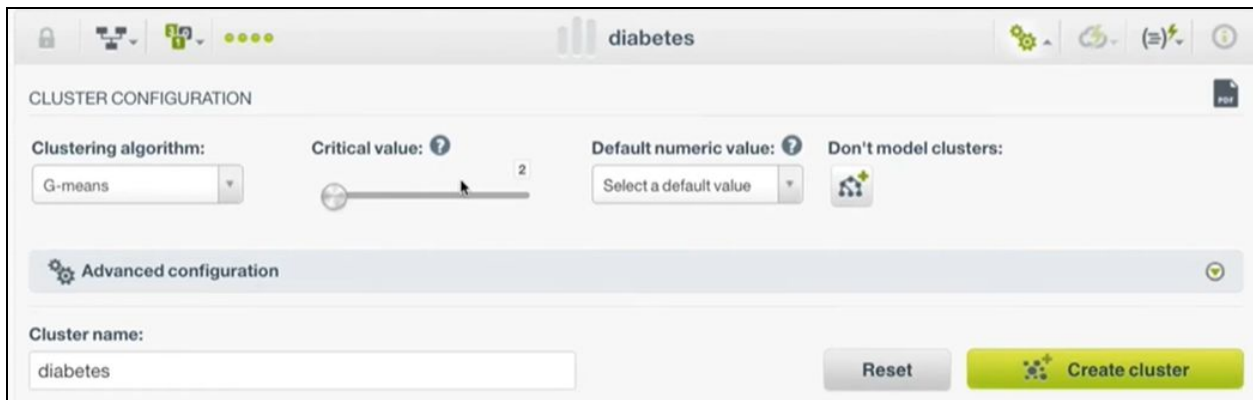 diabetes
CLUSTER CONFIGURATION
PDF
Clustering algorithm:
Critical value: ?
Default numeric value: ?
Don't model clusters:
G-means
2
Select a default value
Advanced configuration
Cluster name:
diabetes
Reset
Create cluster